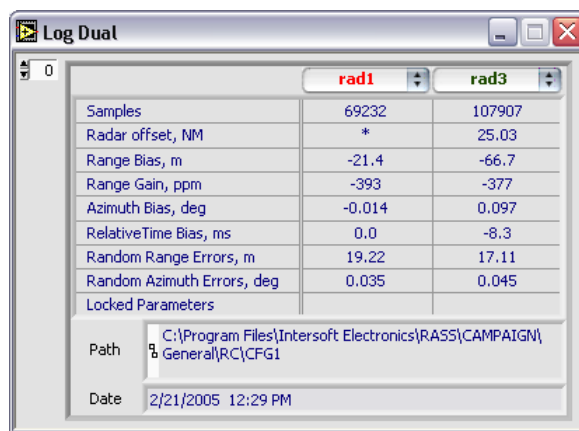 Log Dual
0
rad1 rad3
Samples 69232 107907
Radar offset, NM * 25.03
Range Bias, m -21.4 -66.7
Range Gain, ppm -393 -377
Azimuth Bias, deg -0.014 0.097
RelativeTime Bias, ms 0.0 -8.3
Random Range Errors, m 19.22 17.11
Random Azimuth Errors, deg 0.035 0.045
Locked Parameters
Path C:\Program Files\Intersoft Electronics\RASS\CAMPAIGN\
General\RC\CFG1
Date 2/21/2005 12:29 PM